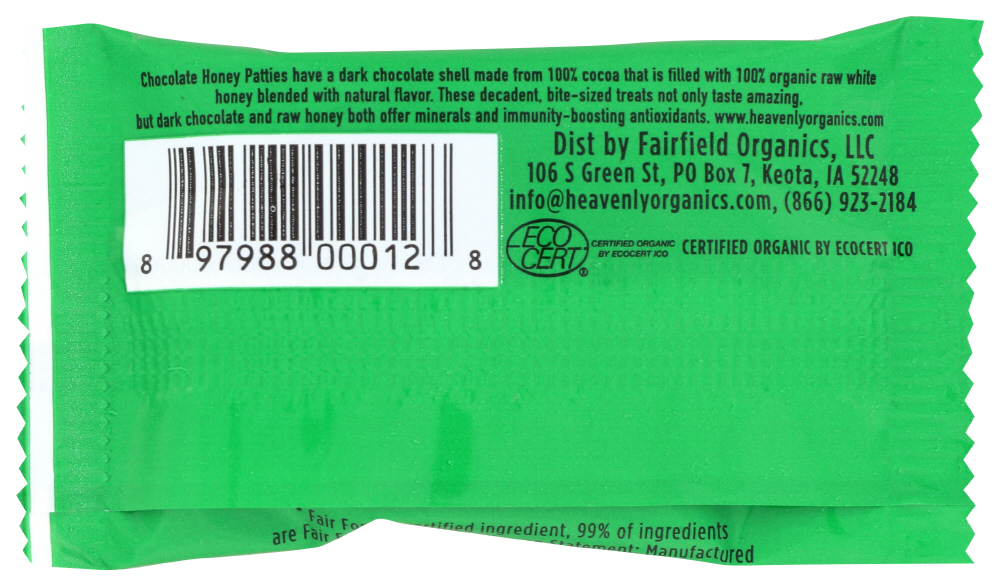 Chocolate Honey Patties have a dark chocolate shell made from 100% cocoa that is filled with 100% organic raw white
honey blended with natural flavor. These decadent, bite-sized treats not only taste amazing,
but dark chocolate and raw honey both offer minerals and immunity-boosting antioxidants. www.heavenlyorganics.com
Dist by Fairfield Organics, LLC
106 S Green St, PO Box 7, Keota, IA 52248
info@heavenlyorganics.com, (866) 923-2184
8 97988 00012 8
ECO
CERT®
CERTIFIED ORGANIC
BY ECOCERT ICO
CERTIFIED ORGANIC BY ECOCERT ICO
* Fair ingredient, 99% of ingredients
are Fair Statement: Manufactured